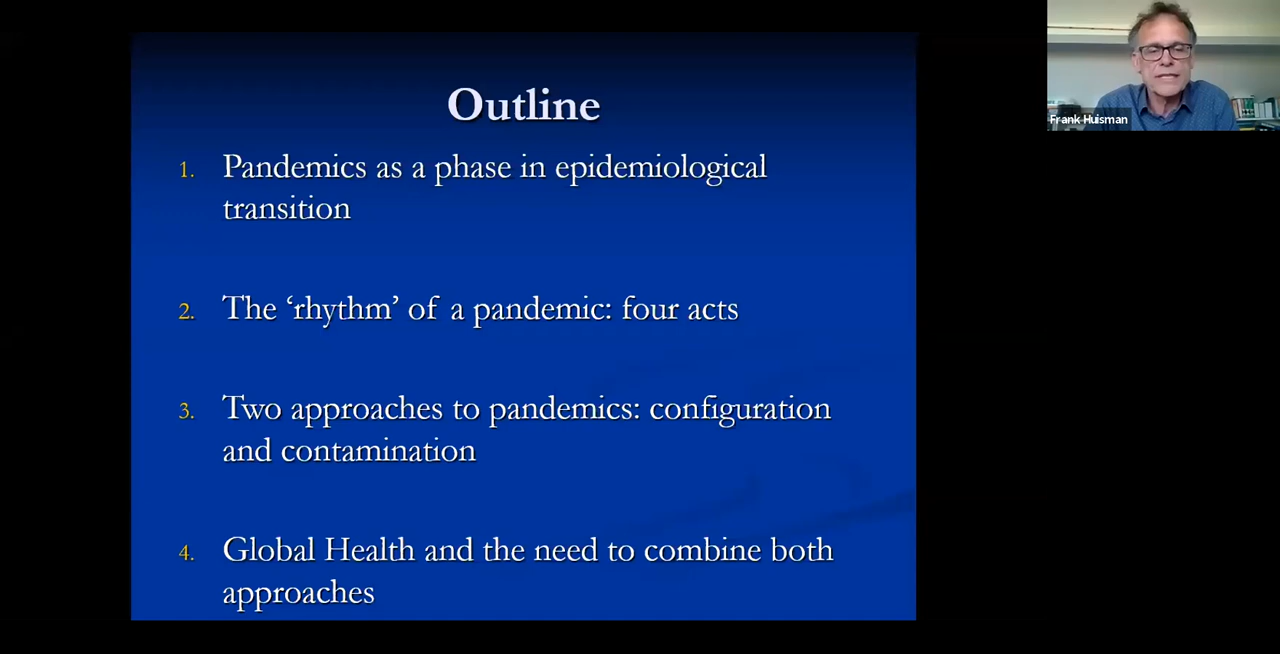 Outline
1. Pandemics as a phase in epidemiological
transition
2. The ‘rhythm’ of a pandemic: four acts
3. Two approaches to pandemics: configuration
and contamination
4. Global Health and the need to combine both
approaches
Frank Huisman